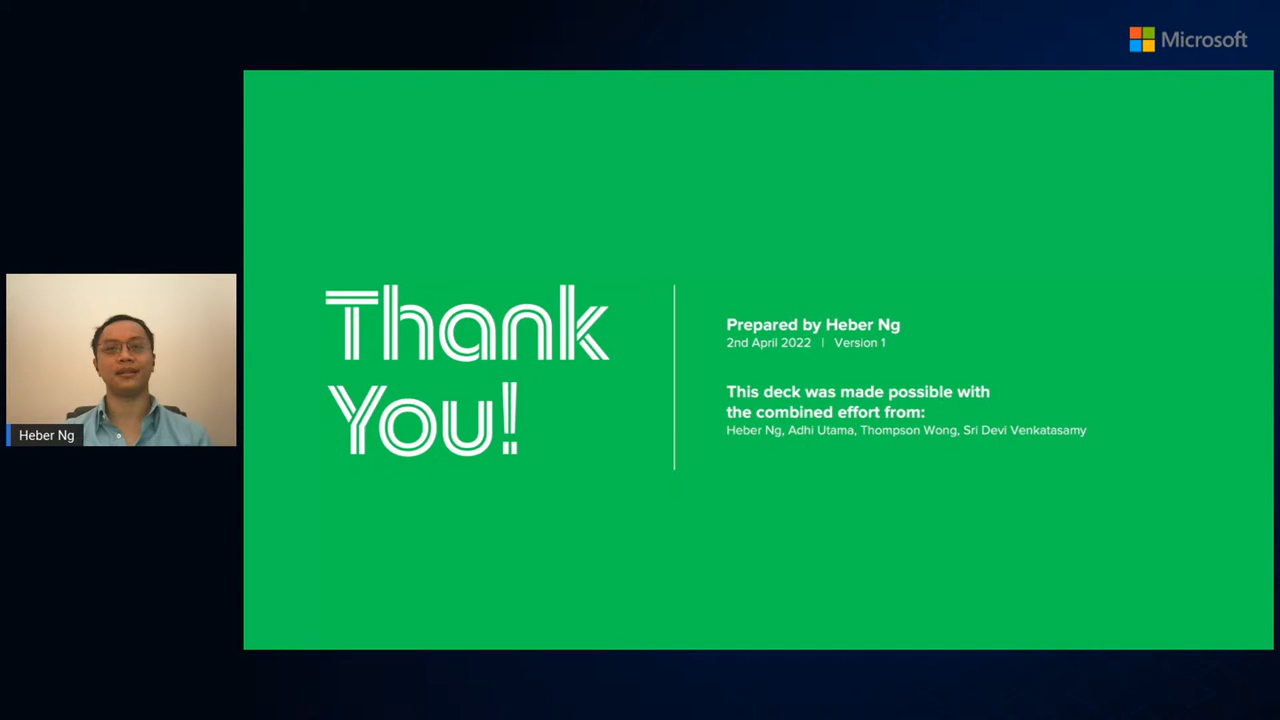 Microsoft
Thank
You!
Prepared by Heber Ng
2nd April 2022 | Version 1
This deck was made possible with
the combined effort from:
Heber Ng, Adhi Utama, Thompson Wong, Sri Devi Venkatasamy
Heber Ng